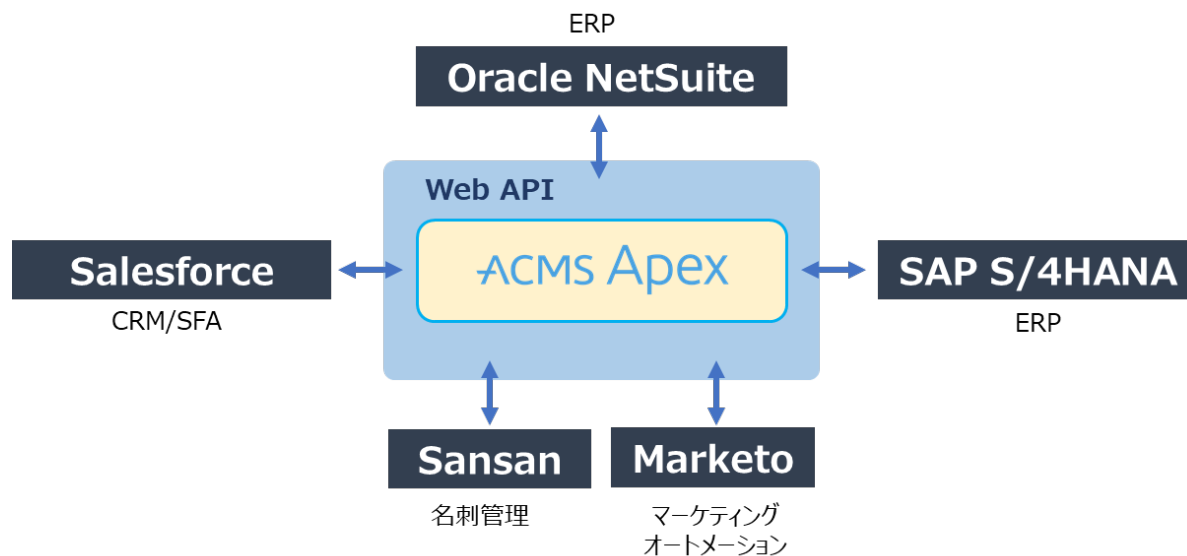 ERP
Oracle NetSuite
Web API
ACMS Apex
Salesforce
CRM/SFA
SAP S/4HANA
ERP
Sansan
名刺管理
Marketo
マーケティング
オートメーション